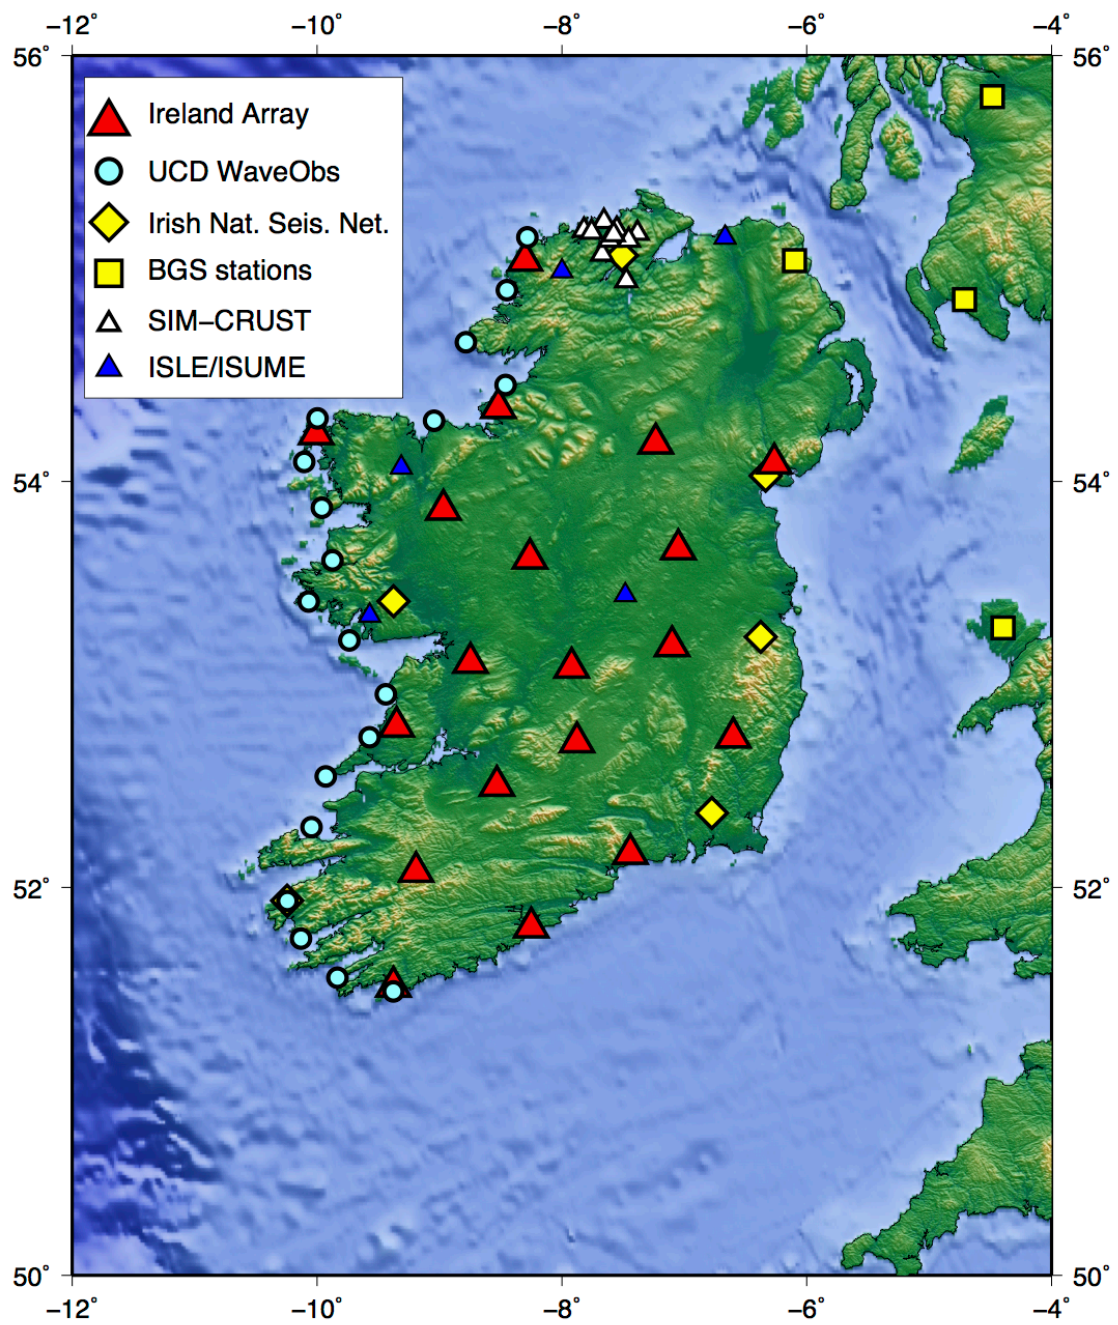 −12° −10° −8° −6° −4°
56° 56°
Ireland Array
UCD WaveObs
Irish Nat. Seis. Net.
BGS stations
SIM−CRUST
ISLE/ISUME
54° 54°
52° 52°
50° 50°
−12° −10° −8° −6° −4°